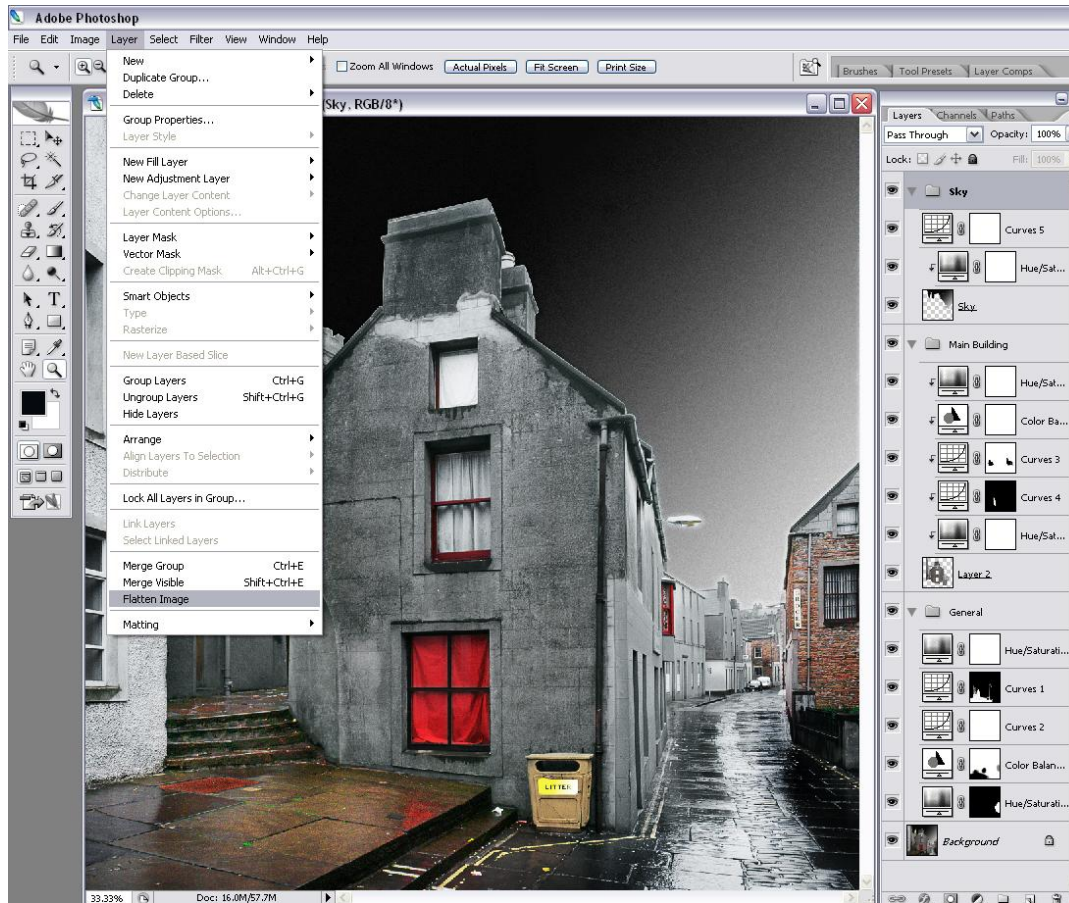 Adobe Photoshop
File Edit Image Layer Select Filter View Window Help
Zoom All Windows Actual Pixels Fit Screen Print Size
Brushes Tool Presets Layer Comps
New
Duplicate Group...
Delete
Group Properties...
Layer Style
New Fill Layer
New Adjustment Layer
Change Layer Content
Layer Content Options...
Layer Mask
Vector Mask
Create Clipping Mask Alt+Ctrl+G
Smart Objects
Type
Rasterize
New Layer Based Slice
Group Layers Ctrl+G
Ungroup Layers Shift+Ctrl+G
Hide Layers
Arrange
Align Layers To Selection
Distribute
Lock All Layers in Group...
Link Layers
Select Linked Layers
Merge Group Ctrl+E
Merge Visible Shift+Ctrl+E
Flatten Image
Matting
(Sky, RGB/8*)
LITTER
33.33% Doc: 16.0M/57.7M
Layers Channels Paths
Pass Through Opacity: 100%
Lock: Fill: 100%
Sky
Curves 5
Hue/Sat...
Sky
Main Building
Hue/Sat...
Color Ba...
Curves 3
Curves 4
Hue/Sat...
Layer 2
General
Hue/Saturati...
Curves 1
Curves 2
Color Balan...
Hue/Saturati...
Background